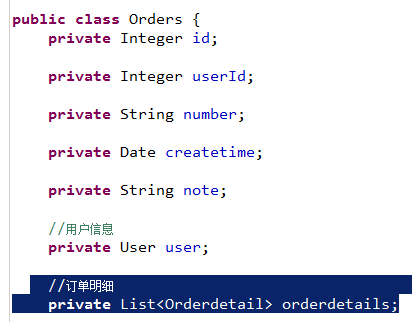 public class Orders {
private Integer id;
private Integer userId;
private String number;
private Date createtime;
private String note;
//用户信息
private User user;
//订单明细
private List<Orderdetail> orderdetails;